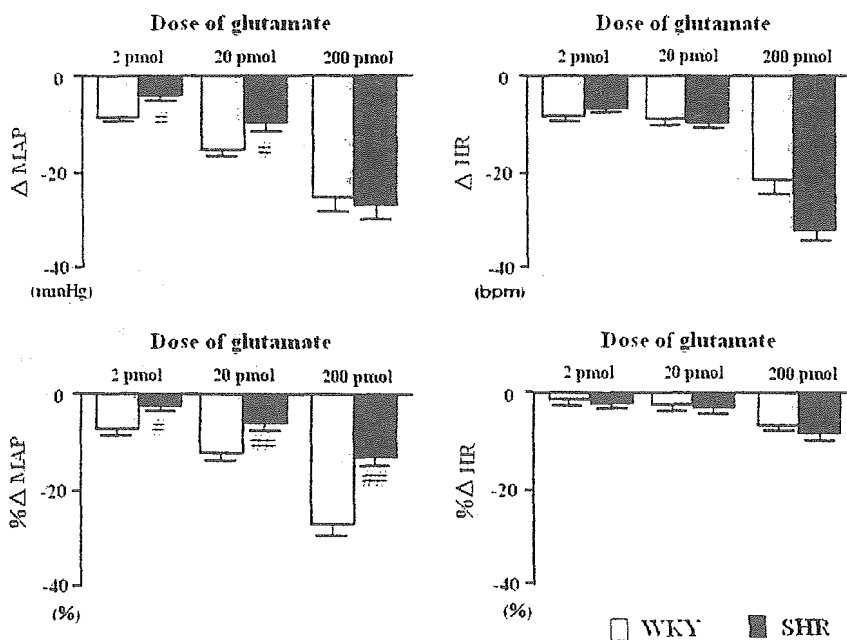 Dose of glutamate
2 pmol 20 pmol 200 pmol
0
-20
-40
Δ MAP
(mmHg)
Dose of glutamate
2 pmol 20 pmol 200 pmol
0
-20
-40
Δ HR
(bpm)
Dose of glutamate
2 pmol 20 pmol 200 pmol
0
-20
-40
%Δ MAP
(%)
Dose of glutamate
2 pmol 20 pmol 200 pmol
0
-20
-40
%Δ HR
(%)
WKY SHR